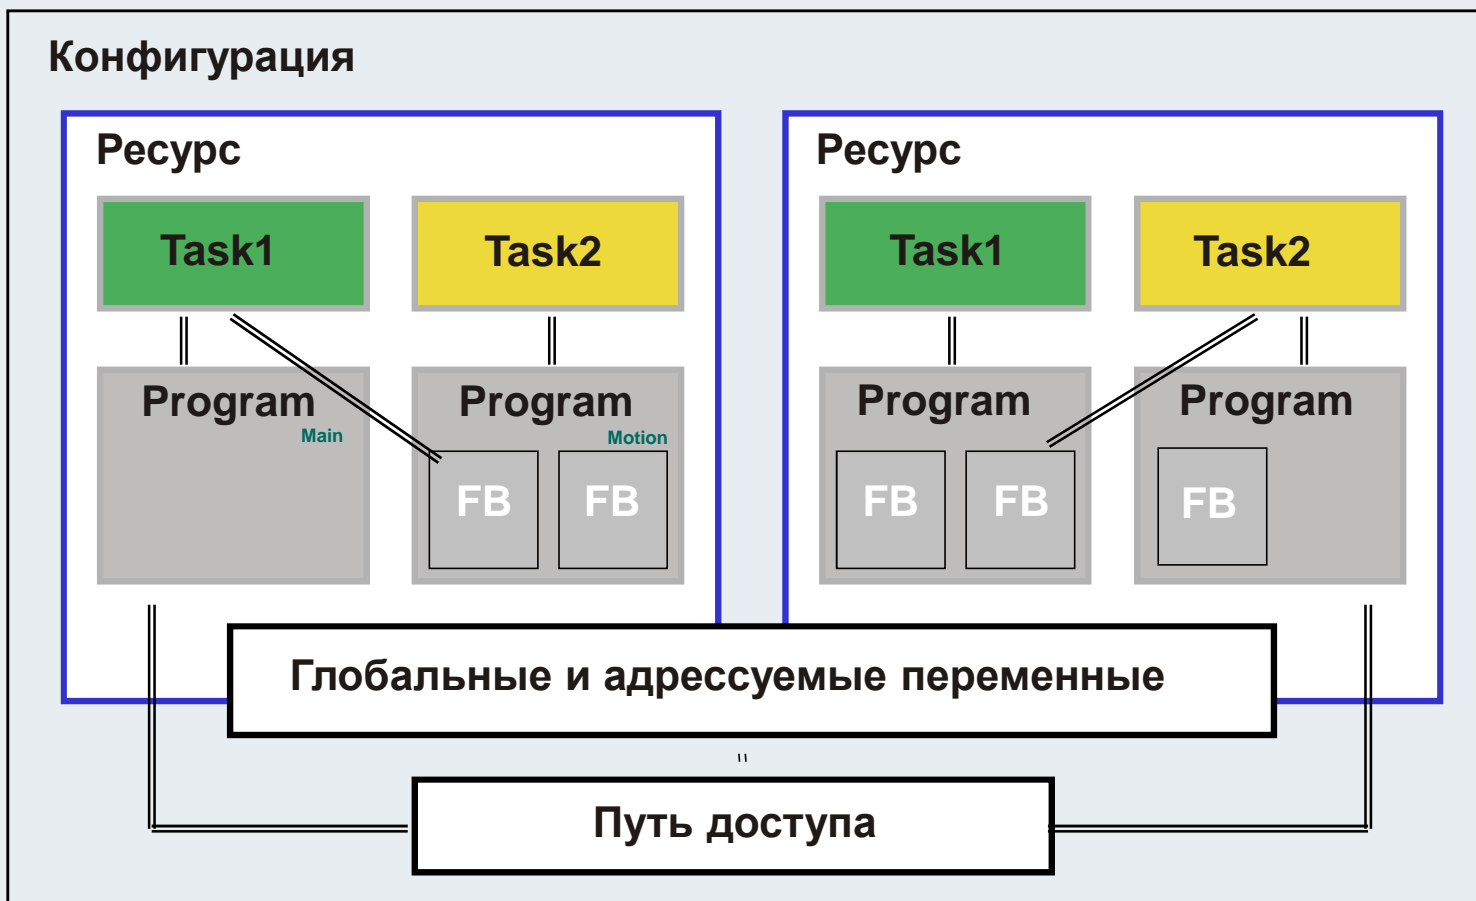 Конфигурация
Ресурс
Task1
Task2
Program
Main
Program
Motion
FB
FB
Ресурс
Task1
Task2
Program
FB
FB
Program
FB
Глобальные и адрессуемые переменные
Путь доступа